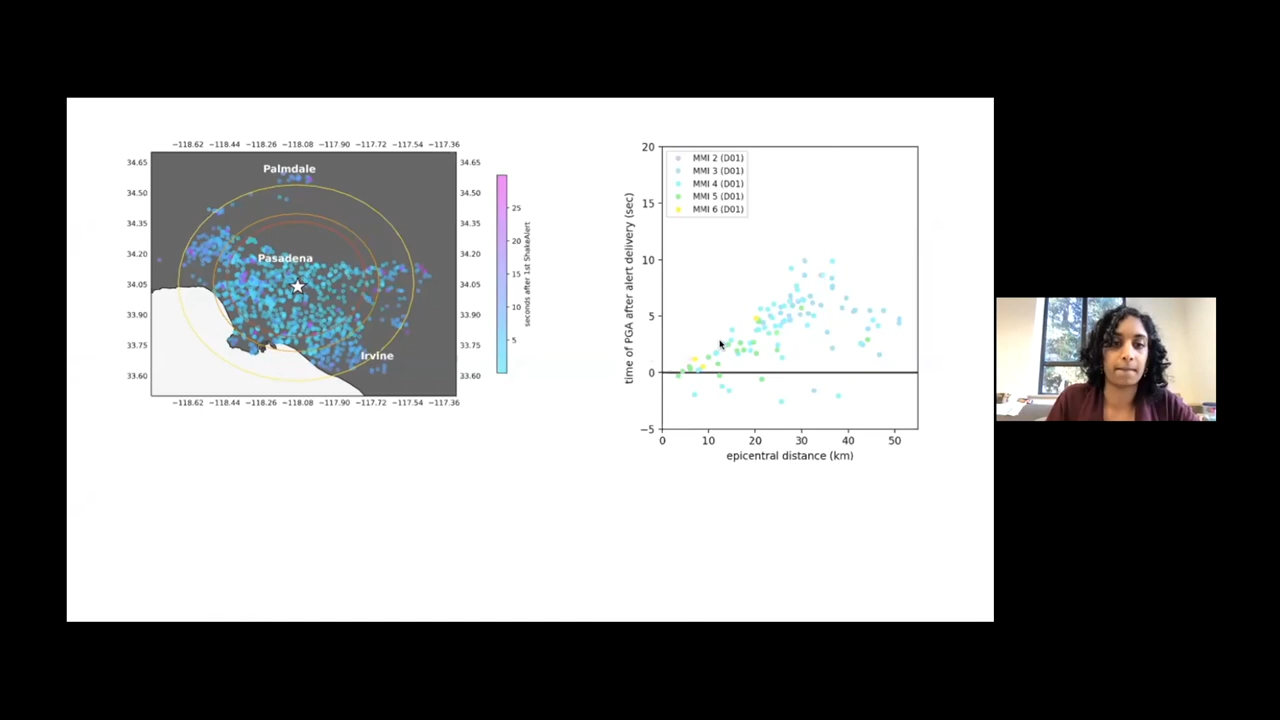 −118.62 −118.44 −118.26 −118.08 −117.90 −117.72 −117.54 −117.36
34.65 Palmdale 34.65
34.50 34.50
34.35 34.35
34.20 34.20
Pasadena
34.05 34.05
33.90 33.90
33.75 33.75
Irvine
33.60 33.60
−118.62 −118.44 −118.26 −118.08 −117.90 −117.72 −117.54 −117.36
25
20
15
10
5
seconds after 1st ShakeAlert
time of PGA after alert delivery (sec)
20
15
10
5
0
−5
MMI 2 (D01)
MMI 3 (D01)
MMI 4 (D01)
MMI 5 (D01)
MMI 6 (D01)
0 10 20 30 40 50
epicentral distance (km)